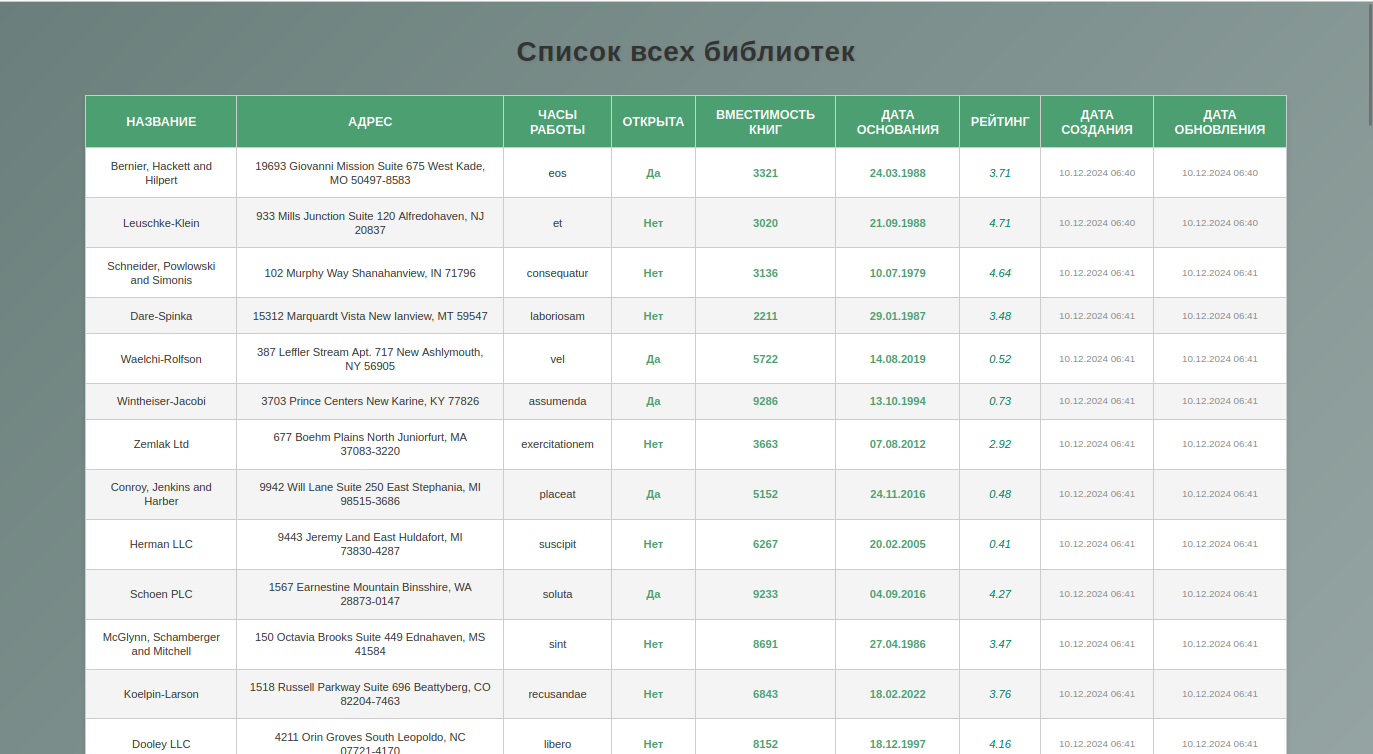 Список всех библиотек
НАЗВАНИЕ АДРЕС ЧАСЫ РАБОТЫ ОТКРЫТА ВМЕСТИМОСТЬ КНИГ ДАТА ОСНОВАНИЯ РЕЙТИНГ ДАТА СОЗДАНИЯ ДАТА ОБНОВЛЕНИЯ
Bernier, Hackett and Hilpert 19693 Giovanni Mission Suite 675 West Kade, MO 50497-8583 eos Да 3321 24.03.1988 3.71 10.12.2024 06:40 10.12.2024 06:40
Leuschke-Klein 933 Mills Junction Suite 120 Alfredohaven, NJ 20837 et Нет 3020 21.09.1988 4.71 10.12.2024 06:40 10.12.2024 06:40
Schneider, Powlowski and Simonis 102 Murphy Way Shanahanview, IN 71796 consequatur Нет 3136 10.07.1979 4.64 10.12.2024 06:41 10.12.2024 06:41
Dare-Spinka 15312 Marquardt Vista New Ianview, MT 59547 laboriosam Нет 2211 29.01.1987 3.48 10.12.2024 06:41 10.12.2024 06:41
Waelchi-Rolfson 387 Leffler Stream Apt. 717 New Ashlymouth, NY 56905 vel Да 5722 14.08.2019 0.52 10.12.2024 06:41 10.12.2024 06:41
Wintheiser-Jacobi 3703 Prince Centers New Karine, KY 77826 assumenda Да 9286 13.10.1994 0.73 10.12.2024 06:41 10.12.2024 06:41
Zemlak Ltd 677 Boehm Plains North Juniorfurt, MA 37083-3220 exercitationem Нет 3663 07.08.2012 2.92 10.12.2024 06:41 10.12.2024 06:41
Conroy, Jenkins and Harber 9942 Will Lane Suite 250 East Stephania, MI 98515-3686 placeat Да 5152 24.11.2016 0.48 10.12.2024 06:41 10.12.2024 06:41
Herman LLC 9443 Jeremy Land East Huldafort, MI 73830-4287 suscipit Нет 6267 20.02.2005 0.41 10.12.2024 06:41 10.12.2024 06:41
Schoen PLC 1567 Earnestine Mountain Binsshire, WA 28873-0147 soluta Да 9233 04.09.2016 4.27 10.12.2024 06:41 10.12.2024 06:41
McGlynn, Schamberger and Mitchell 150 Octavia Brooks Suite 449 Ednahaven, MS 41584 sint Нет 8691 27.04.1986 3.47 10.12.2024 06:41 10.12.2024 06:41
Koelpin-Larson 1518 Russell Parkway Suite 696 Beattyberg, CO 82204-7463 recusandae Нет 6843 18.02.2022 3.76 10.12.2024 06:41 10.12.2024 06:41
Dooley LLC 4211 Orin Groves South Leopoldo, NC 07721-4170 libero Нет 8152 18.12.1997 4.16 10.12.2024 06:41 10.12.2024 06:41